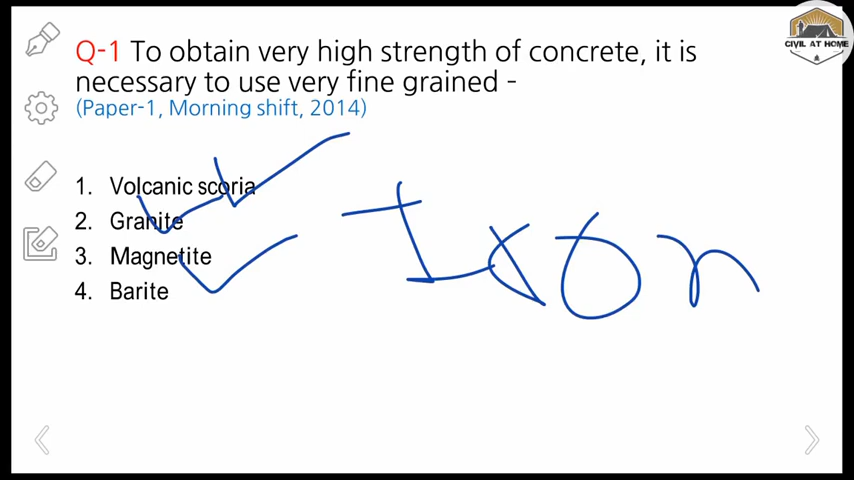 CIVIL AT HOME
Q-1 To obtain very high strength of concrete, it is
necessary to use very fine grained -
(Paper-1, Morning shift, 2014)
1. Volcanic scoria
2. Granite
3. Magnetite
4. Barite
Iron